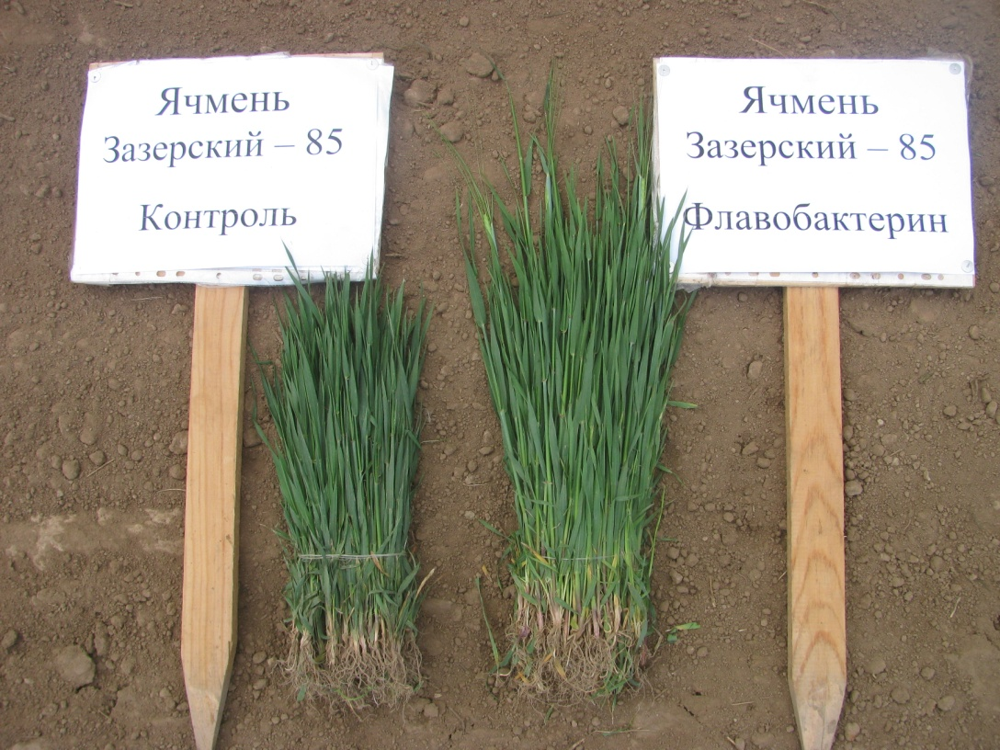 Ячмень
Зазерский – 85
Контроль
Ячмень
Зазерский – 85
Флавобактерин